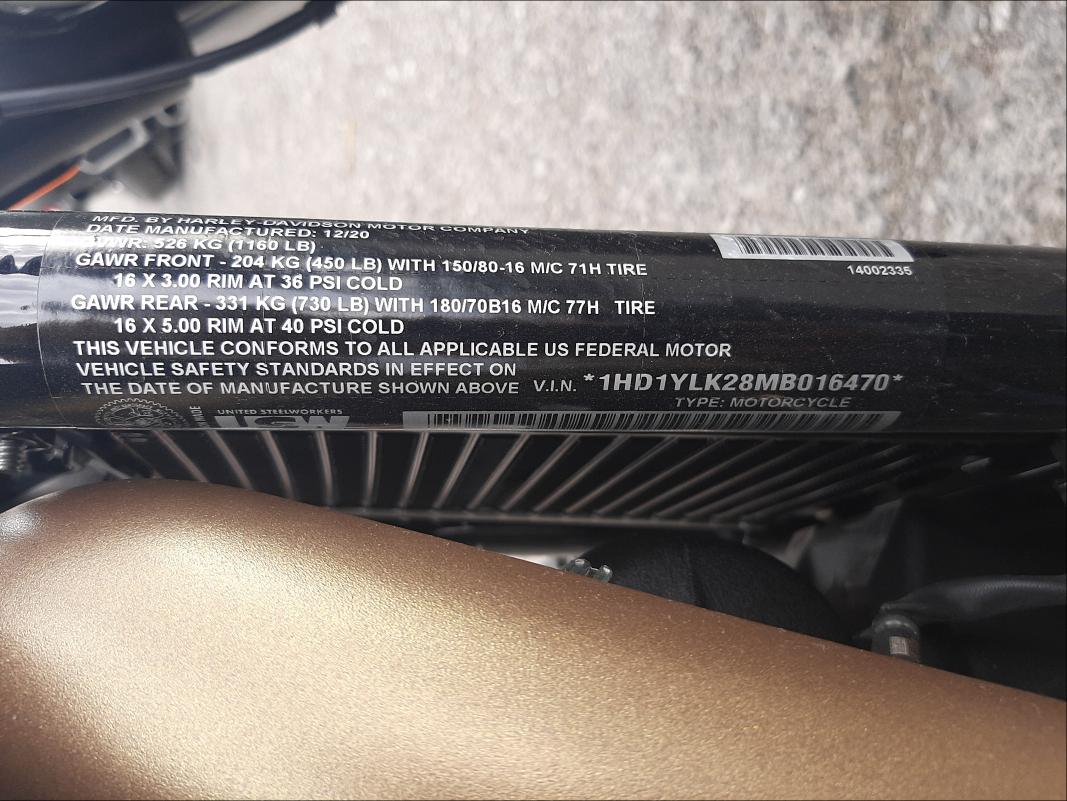 MFD. BY HARLEY-DAVIDSON MOTOR COMPANY
DATE MANUFACTURED: 12/20
GVWR: 526 KG (1160 LB)
GAWR FRONT - 204 KG (450 LB) WITH 150/80-16 M/C 71H TIRE
16 X 3.00 RIM AT 36 PSI COLD
GAWR REAR - 331 KG (730 LB) WITH 180/70B16 M/C 77H TIRE
16 X 5.00 RIM AT 40 PSI COLD
THIS VEHICLE CONFORMS TO ALL APPLICABLE US FEDERAL MOTOR
VEHICLE SAFETY STANDARDS IN EFFECT ON
THE DATE OF MANUFACTURE SHOWN ABOVE V.I.N. *1HD1YLK28MB016470*
TYPE: MOTORCYCLE
14002335
MADE
UNITED STEELWORKERS